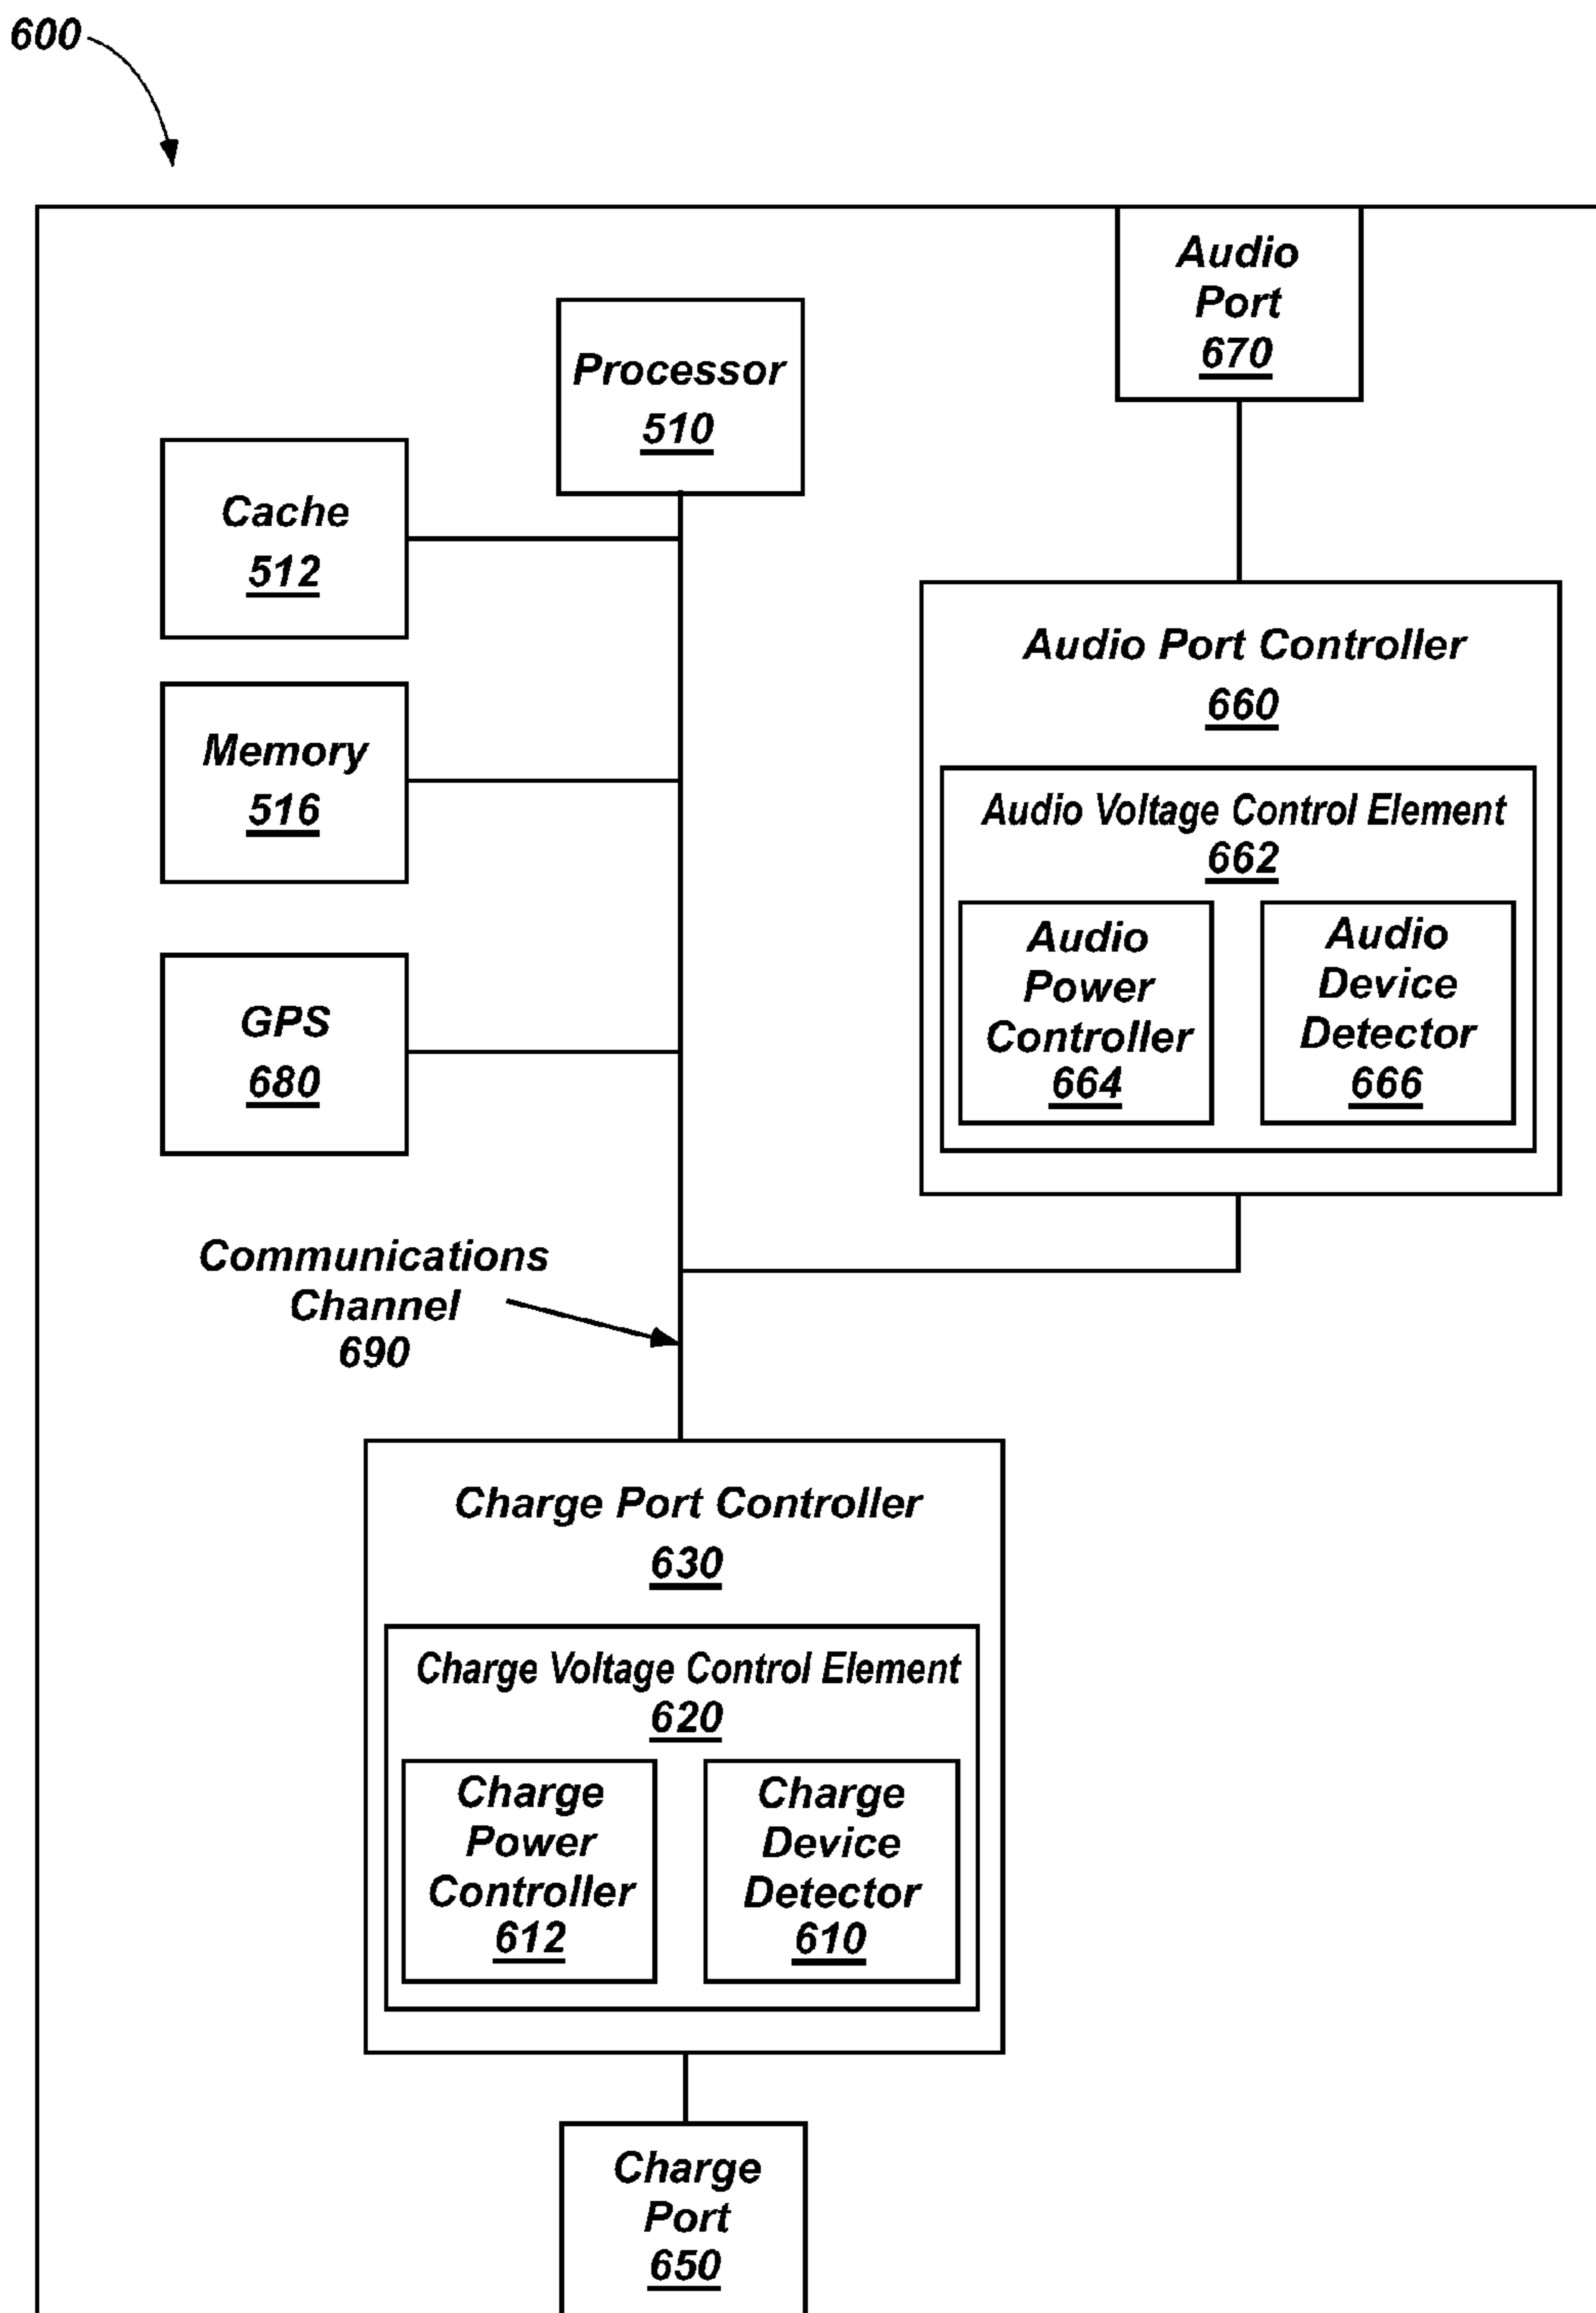 600
Audio
Port
670
Processor
510
Cache
512
Memory
516
GPS
680
Audio Port Controller
660
Audio Voltage Control Element
662
Audio
Power
Controller
664
Audio
Device
Detector
666
Communications
Channel
690
Charge Port Controller
630
Charge Voltage Control Element
620
Charge
Power
Controller
612
Charge
Device
Detector
610
Charge
Port
650